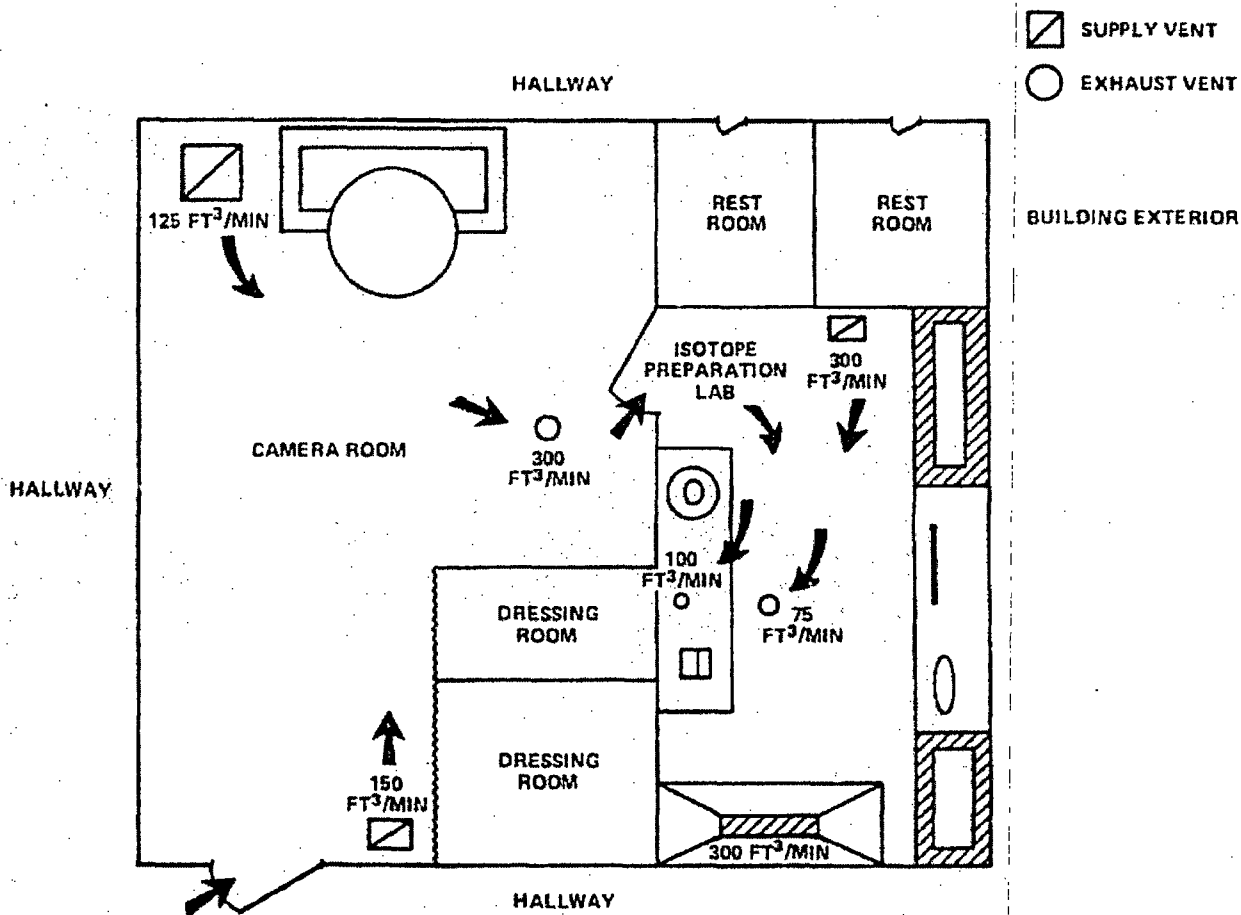 SUPPLY VENT
EXHAUST VENT
HALLWAY
125 FT³/MIN
REST
ROOM
REST
ROOM
BUILDING EXTERIOR
ISOTOPE
PREPARATION
LAB
300
FT³/MIN
CAMERA ROOM
300
FT³/MIN
HALLWAY
100
FT³/MIN
75
FT³/MIN
DRESSING
ROOM
DRESSING
ROOM
150
FT³/MIN
300 FT³/MIN
HALLWAY